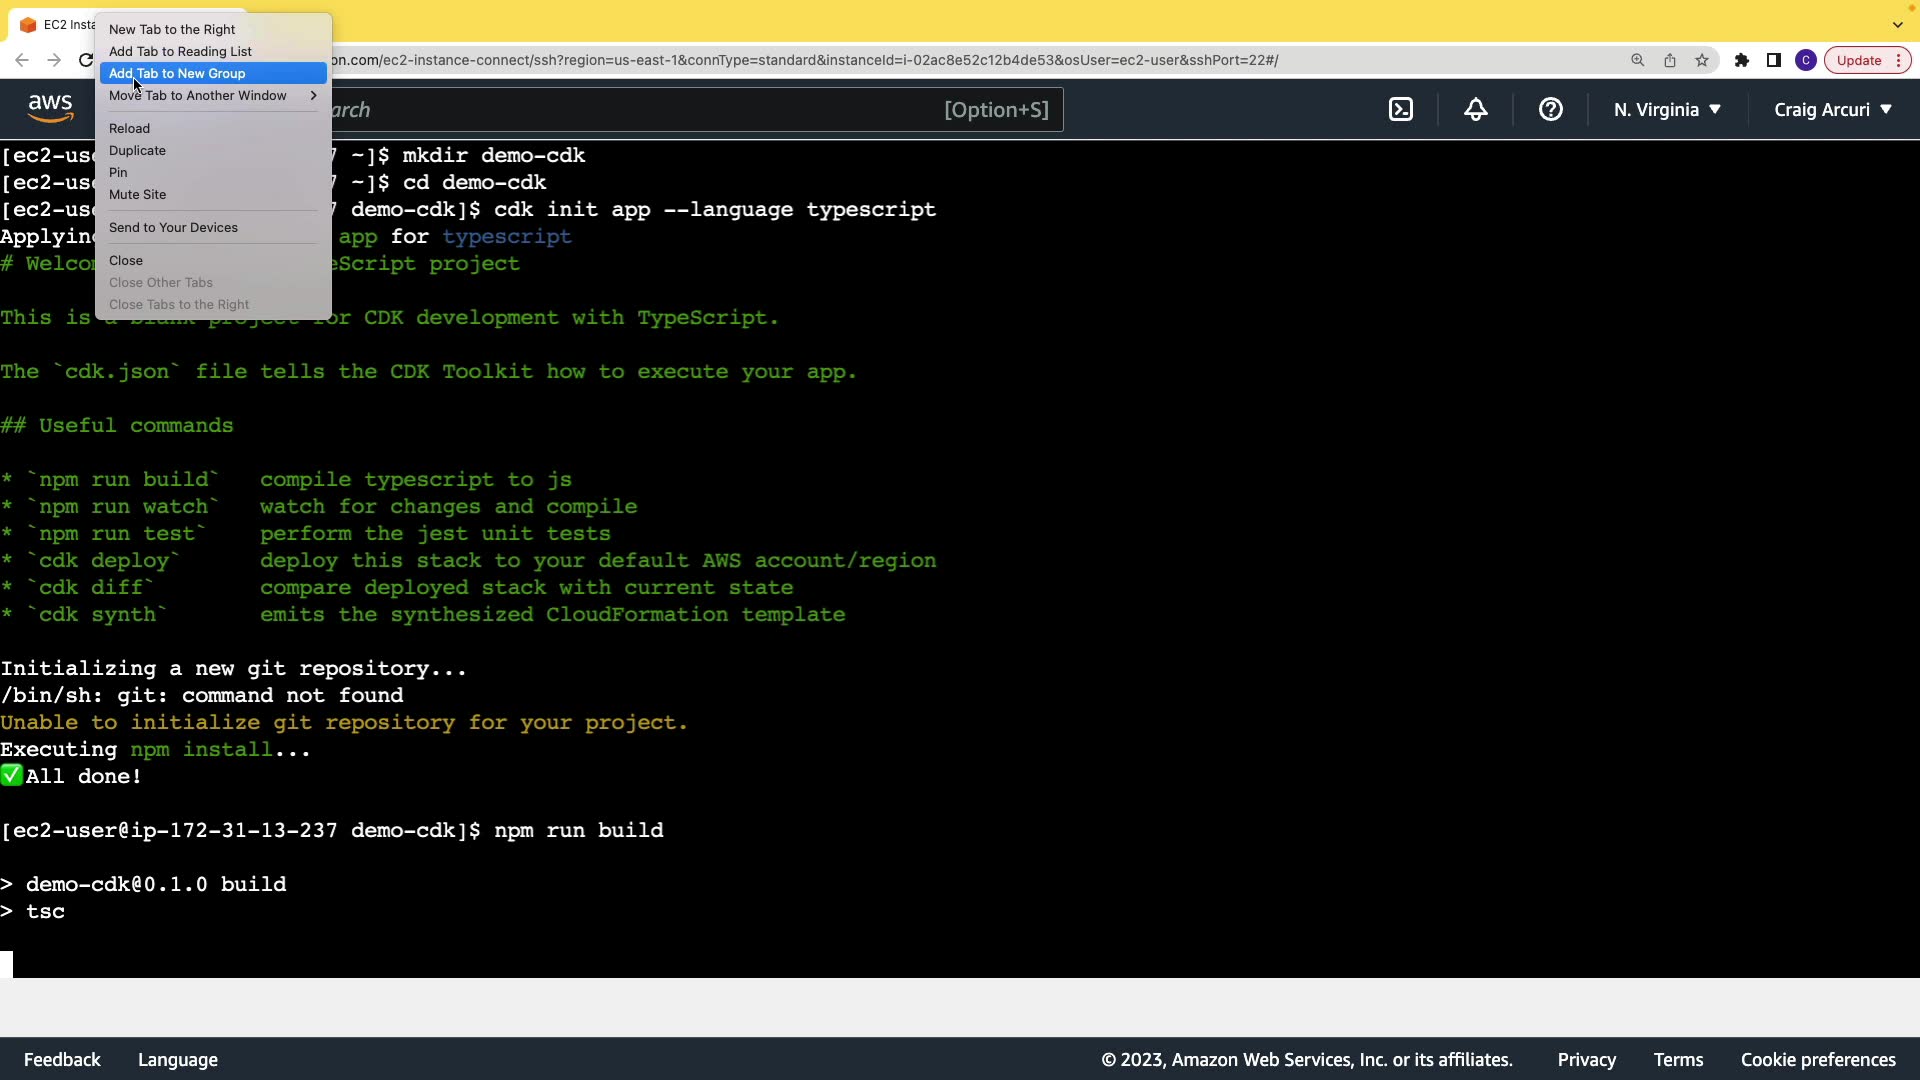 EC2 Insta
New Tab to the Right
Add Tab to Reading List
Add Tab to New Group
Move Tab to Another Window
Reload
Duplicate
Pin
Mute Site
Send to Your Devices
Close
Close Other Tabs
Close Tabs to the Right
on.com/ec2-instance-connect/ssh?region=us-east-1&connType=standard&instanceId=i-02ac8e52c12b4de53&osUser=ec2-user&sshPort=22#/
C
Update
aws
arch
[Option+S]
N. Virginia ▼
Craig Arcuri ▼
[ec2-use ~]$ mkdir demo-cdk
[ec2-use ~]$ cd demo-cdk
[ec2-use demo-cdk]$ cdk init app --language typescript
Applying app for typescript
# Welcom eScript project
This is a blank project for CDK development with TypeScript.
The `cdk.json` file tells the CDK Toolkit how to execute your app.
## Useful commands
* `npm run build` compile typescript to js
* `npm run watch` watch for changes and compile
* `npm run test` perform the jest unit tests
* `cdk deploy` deploy this stack to your default AWS account/region
* `cdk diff` compare deployed stack with current state
* `cdk synth` emits the synthesized CloudFormation template
Initializing a new git repository...
/bin/sh: git: command not found
Unable to initialize git repository for your project.
Executing npm install...
✅ All done!
[ec2-user@ip-172-31-13-237 demo-cdk]$ npm run build
> demo-cdk@0.1.0 build
> tsc
Feedback
Language
© 2023, Amazon Web Services, Inc. or its affiliates.
Privacy
Terms
Cookie preferences